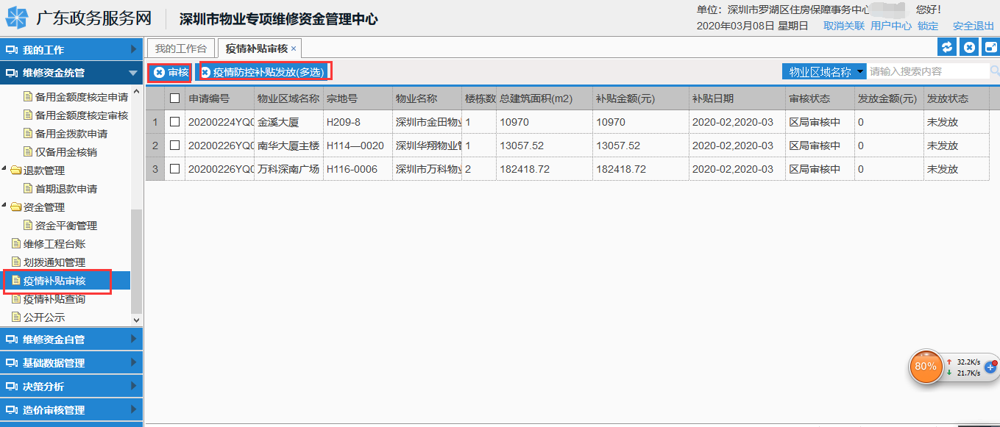 广东政务服务网
深圳市物业专项维修资金管理中心
单位：深圳市罗湖区住房保障事务中心
您好！
2020年03月08日 星期日 取消关联 用户中心 锁定 安全退出
我的工作
维修资金统管
备用金额度核定申请
备用金额度核定审核
备用金拨款申请
仅备用金核销
退款管理
首期退款申请
资金管理
资金平衡管理
维修工程台账
划拨通知管理
疫情补贴审核
疫情补贴查询
公开公示
维修资金自管
基础数据管理
决策分析
造价审核管理
我的工作台 疫情补贴审核 ×
审核 疫情防控补贴发放(多选)
物业区域名称 请输入搜索内容
申请编号 物业区域名称 宗地号 物业名称 楼栋数 总建筑面积(m2) 补贴金额(元) 补贴日期 审核状态 发放金额(元) 发放状态
1 20200224YQ0 金溪大厦 H209-8 深圳市金田物业 1 10970 10970 2020-02,2020-03 区局审核中 0 未发放
2 20200226YQ0 南华大厦主楼 H114—0020 深圳华翔物业管 1 13057.52 13057.52 2020-02,2020-03 区局审核中 0 未发放
3 20200226YQ0 万科深南广场 H116-0006 深圳市万科物业 2 182418.72 182418.72 2020-02,2020-03 区局审核中 0 未发放
80%
32.2K/s
21.7K/s